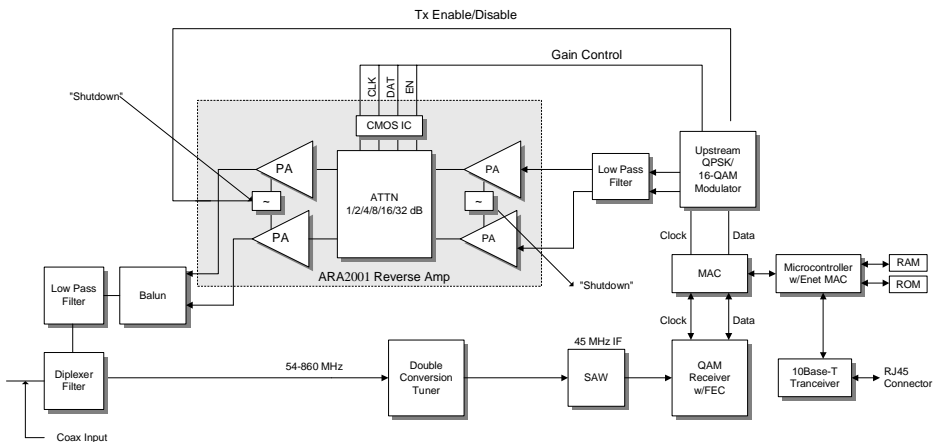 Tx Enable/Disable
Gain Control
"Shutdown"
CLK
DAT
EN
CMOS IC
PA
PA
ATTN
1/2/4/8/16/32 dB
~
~
PA
PA
ARA2001 Reverse Amp
"Shutdown"
Low Pass
Filter
Upstream
QPSK/
16-QAM
Modulator
Clock
Data
MAC
Microcontroller
w/Enet MAC
RAM
ROM
Low Pass
Filter
Balun
Clock
Data
Diplexer
Filter
54-860 MHz
Double
Conversion
Tuner
45 MHz IF
SAW
QAM
Receiver
w/FEC
10Base-T
Tranceiver
RJ45
Connector
Coax Input